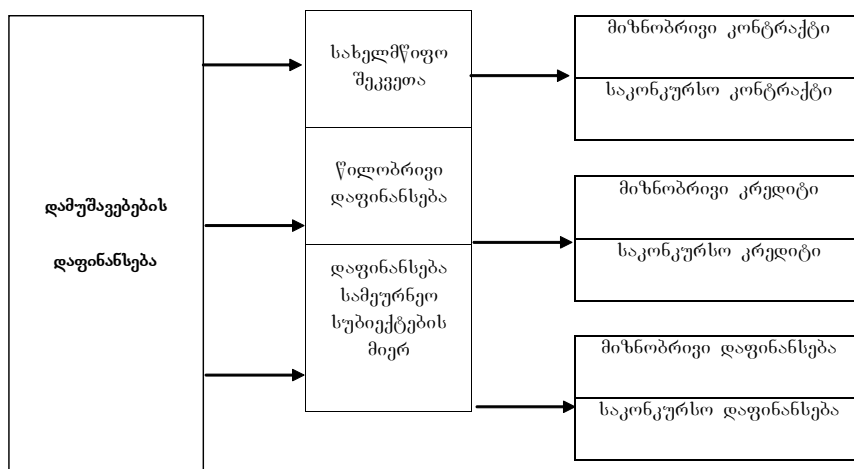 დამუშავებების
დაფინანსება
სახელმწიფო
შეკვეთა
წილობრივი
დაფინანსება
დაფინანსება
სამეურნეო
სუბიექტების
მიერ
მიზნობრივი კონტრაქტი
საკონკურსო კონტრაქტი
მიზნობრივი კრედიტი
საკონკურსო კრედიტი
მიზნობრივი დაფინანსება
საკონკურსო დაფინანსება